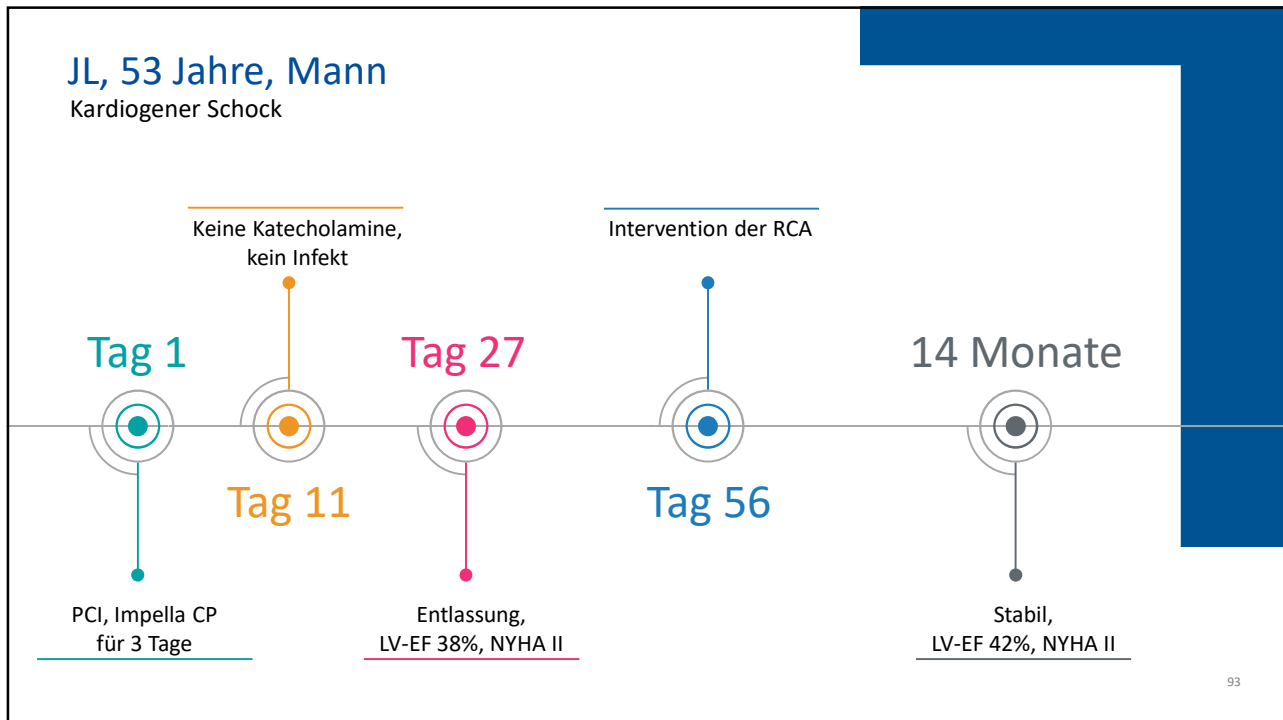 JL, 53 Jahre, Mann
Kardiogener Schock
Keine Katecholamine,
kein Infekt
Intervention der RCA
Tag 1
Tag 27
14 Monate
Tag 11
Tag 56
PCI, Impella CP
für 3 Tage
Entlassung,
LV-EF 38%, NYHA II
Stabil,
LV-EF 42%, NYHA II
93